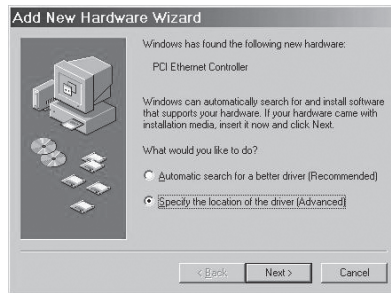 Add New Hardware Wizard
Windows has found the following new hardware:
PCI Ethernet Controller
Windows can automatically search for and install software
that supports your hardware. If your hardware came with
installation media, insert it now and click Next.
What would you like to do?
Automatic search for a better driver (Recommended)
Specify the location of the driver (Advanced)
< Back
Next >
Cancel